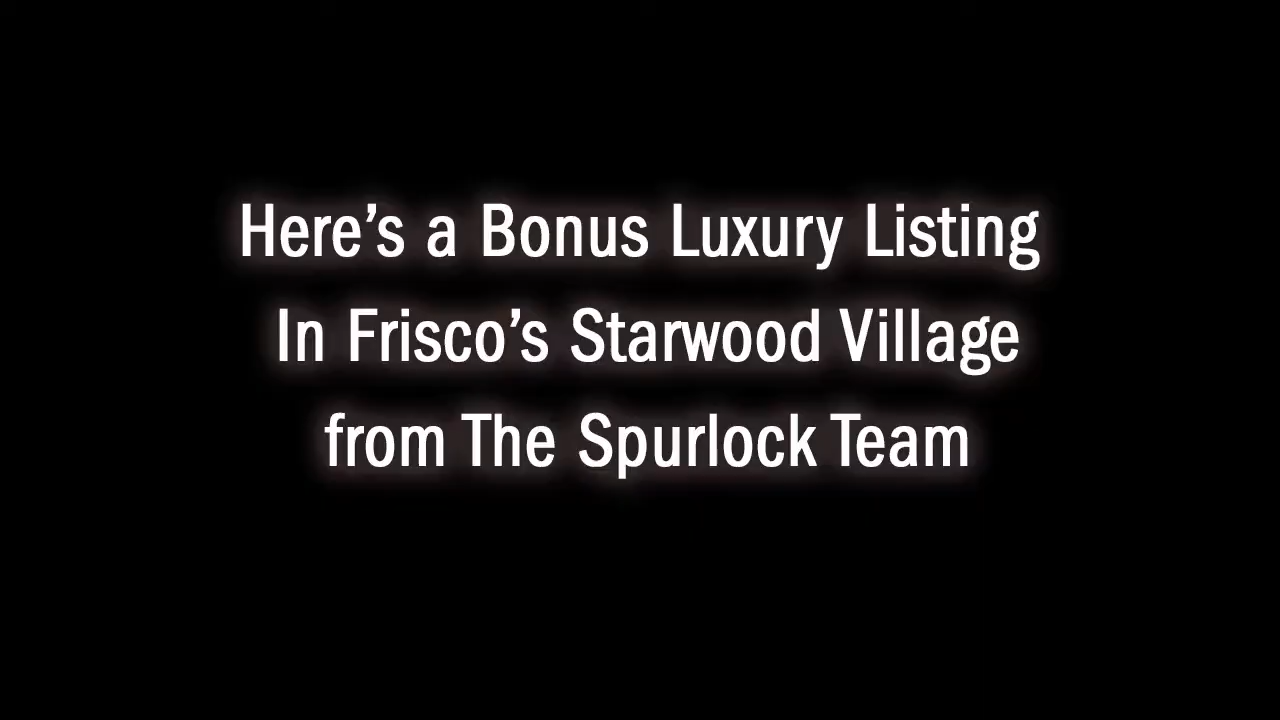 Here’s a Bonus Luxury Listing
In Frisco’s Starwood Village
from The Spurlock Team